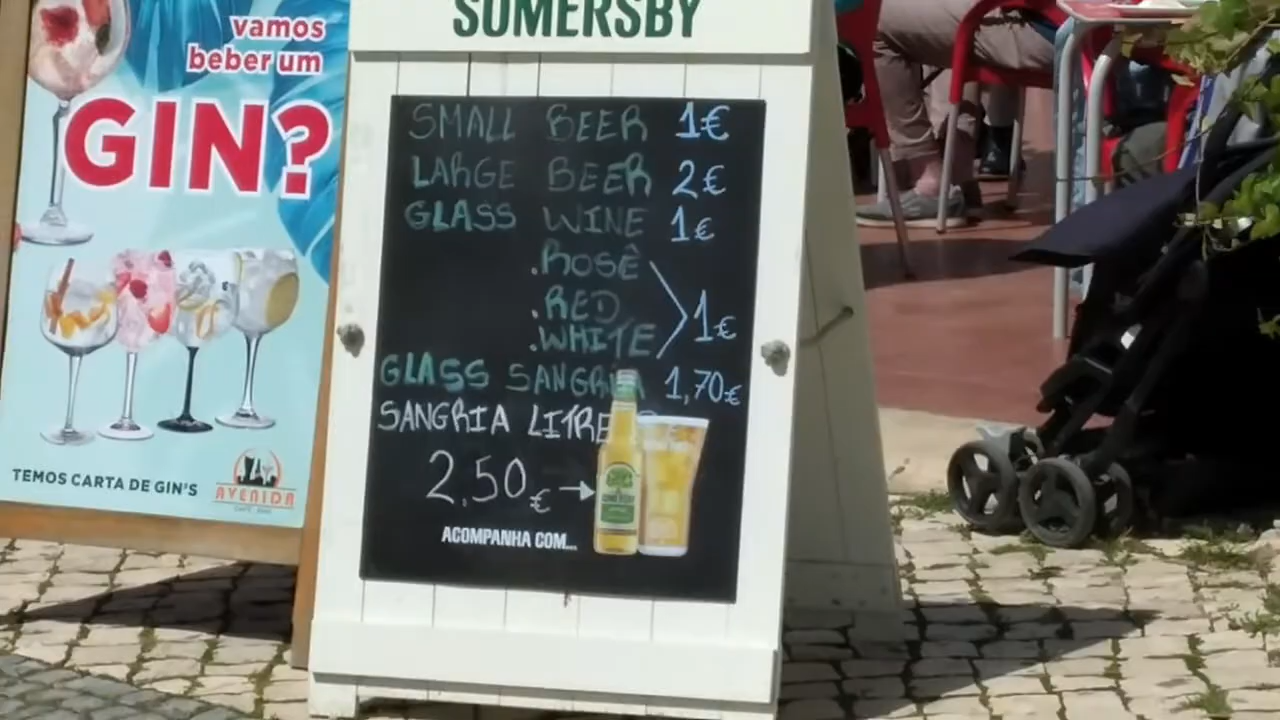 vamos
beber um
GIN?
TEMOS CARTA DE GIN'S
AVENIDA
SOMERSBY
SMALL BEER 1€
LARGE BEER 2€
GLASS WINE 1€
.ROSÊ
.RED
.WHITE
1€
GLASS SANGRIA 1,70€
SANGRIA LITRE
2,50€ →
SOMERSBY
ACOMPANHA COM...